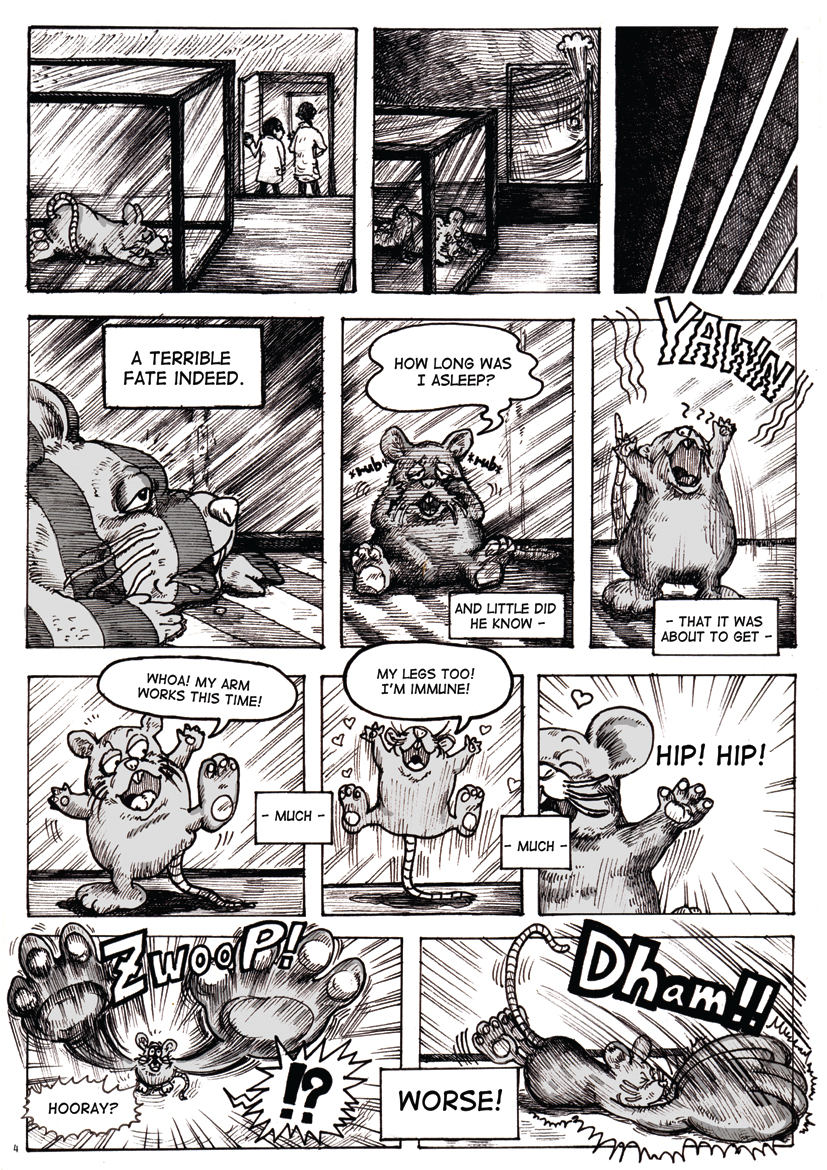 A TERRIBLE
FATE INDEED.
HOW LONG WAS
I ASLEEP?
*rub*
*rub*
AND LITTLE DID
HE KNOW –
YAWN
???
– THAT IT WAS
ABOUT TO GET –
WHOA! MY ARM
WORKS THIS TIME!
– MUCH –
MY LEGS TOO!
I'M IMMUNE!
– MUCH –
HIP! HIP!
ZWOOP!
HOORAY?
!?
WORSE!
Dham!!
4